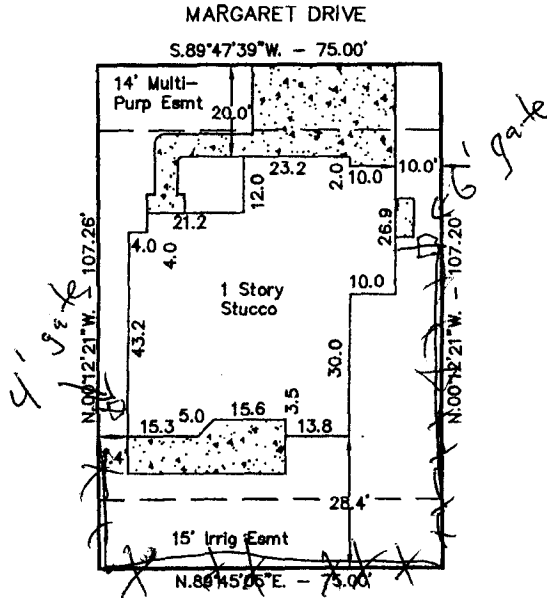 MARGARET DRIVE
S.89°47'39"W. - 75.00'
14' Multi-
Purp Esmt
20.0'
6' gate
23.2
2.0
10.0
10.0'
12.0
21.2
4.0
4.0
26.9
N.00°12'21"W. - 107.26'
N.00°12'21"W. - 107.20'
10.0
1 Story
Stucco
43.2
30.0
4' gate
15.3
5.0
15.6
3.5
13.8
28.4'
15' Irrig Esmt
N.89°45'05"E. - 75.00'